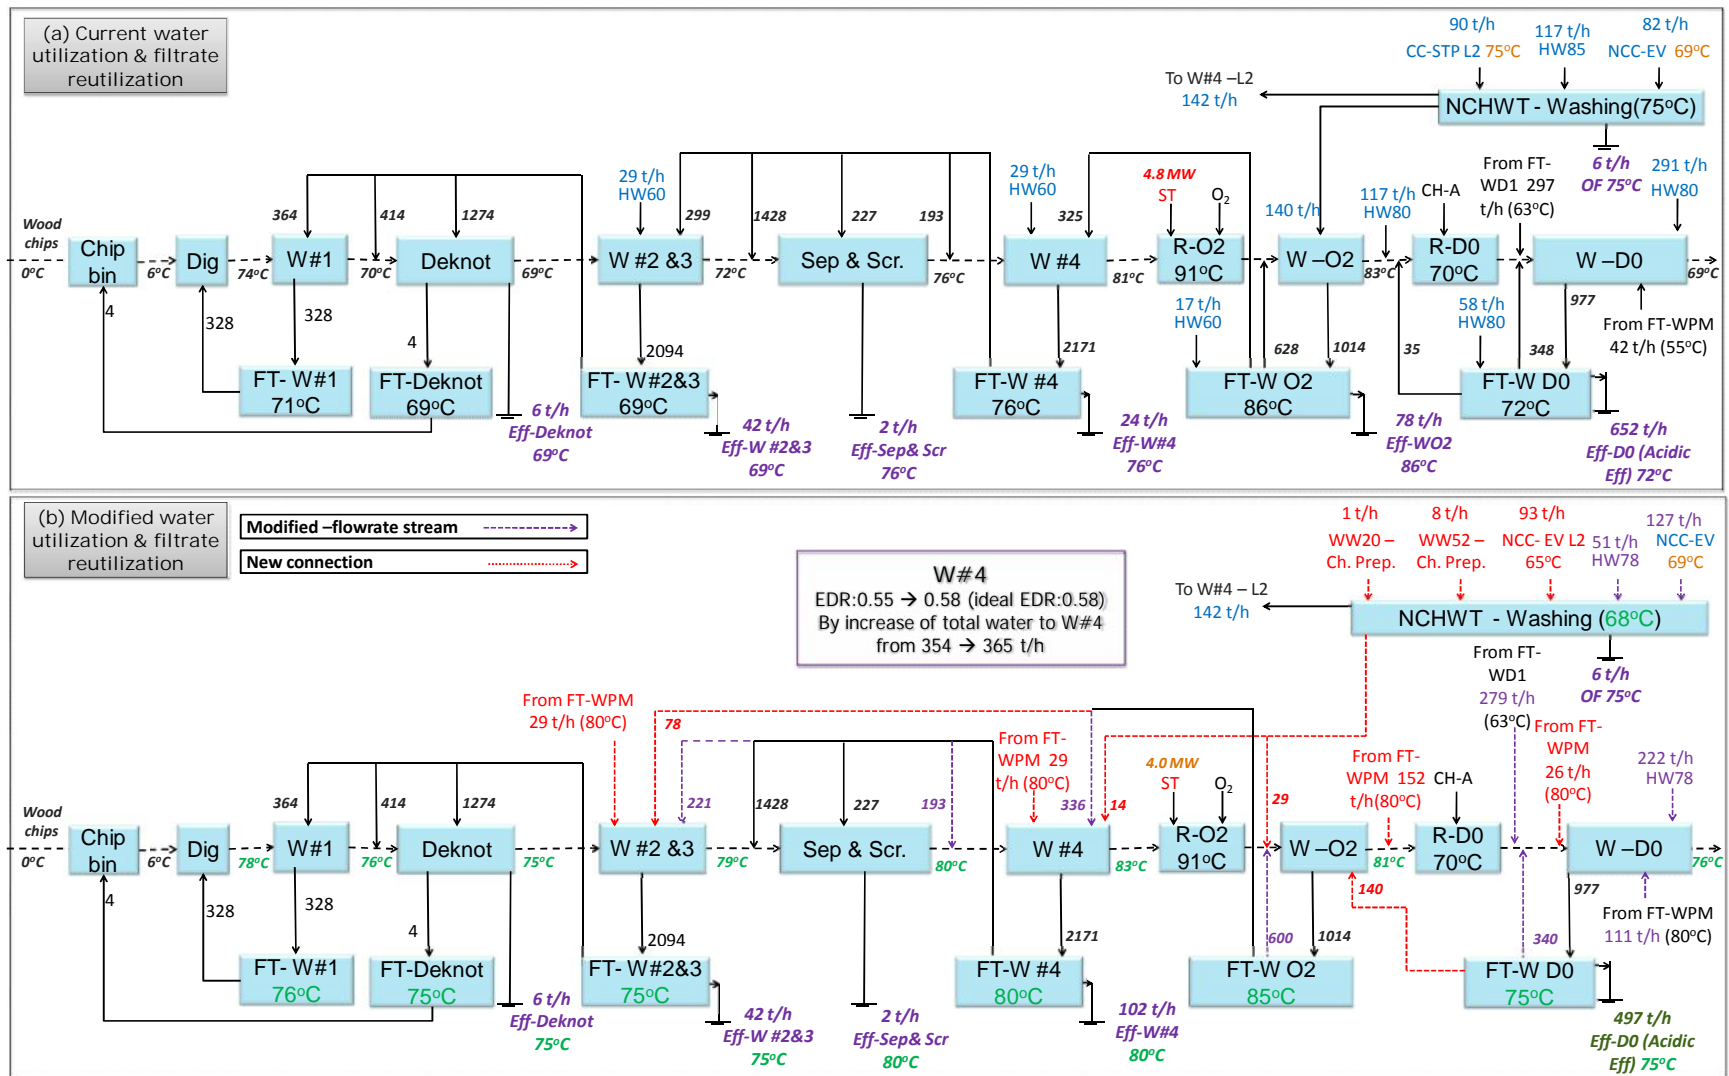 (a) Current water
utilization & filtrate
reutilization
90 t/h
CC-STP L2 75°C
117 t/h
HW85
82 t/h
NCC-EV 69°C
To W#4 –L2
142 t/h
NCHWT - Washing(75°C)
6 t/h
OF 75°C
29 t/h
HW60
29 t/h
HW60
4.8 MW
ST
O2
140 t/h
117 t/h
HW80
CH-A
From FT-
WD1 297
t/h (63°C)
291 t/h
HW80
364
414
1274
299
1428
227
193
325
Wood
chips
0°C
Chip
bin
6°C
Dig
74°C
W#1
70°C
Deknot
69°C
W #2 &3
72°C
Sep & Scr.
76°C
W #4
81°C
R-O2
91°C
W –O2
83°C
R-D0
70°C
W –D0
69°C
4
328
328
4
2094
2171
17 t/h
HW60
628
1014
35
58 t/h
HW80
348
977
From FT-WPM
42 t/h (55°C)
FT- W#1
71°C
FT-Deknot
69°C
FT- W#2&3
69°C
FT-W #4
76°C
FT-W O2
86°C
FT-W D0
72°C
6 t/h
Eff-Deknot
69°C
42 t/h
Eff-W #2&3
69°C
2 t/h
Eff-Sep& Scr
76°C
24 t/h
Eff-W#4
76°C
78 t/h
Eff-WO2
86°C
652 t/h
Eff-D0 (Acidic
Eff) 72°C
(b) Modified water
utilization & filtrate
reutilization
Modified –flowrate stream
New connection
W#4
EDR:0.55 → 0.58 (ideal EDR:0.58)
By increase of total water to W#4
from 354 → 365 t/h
1 t/h
WW20 –
Ch. Prep.
8 t/h
WW52 –
Ch. Prep.
93 t/h
NCC- EV L2
65°C
51 t/h
HW78
127 t/h
NCC-EV
69°C
To W#4 – L2
142 t/h
NCHWT - Washing (68°C)
6 t/h
OF 75°C
From FT-WPM
29 t/h (80°C)
78
From FT-
WPM 29
t/h (80°C)
4.0 MW
ST
O2
From FT-
WPM 152
t/h(80°C)
CH-A
From FT-
WD1
279 t/h
(63°C)
From FT-
WPM
26 t/h
(80°C)
222 t/h
HW78
364
414
1274
221
1428
227
193
336
14
29
Wood
chips
0°C
Chip
bin
6°C
Dig
78°C
W#1
76°C
Deknot
75°C
W #2 &3
79°C
Sep & Scr.
80°C
W #4
83°C
R-O2
91°C
W –O2
81°C
R-D0
70°C
W –D0
76°C
4
328
328
4
2094
2171
600
1014
140
340
977
From FT-WPM
111 t/h (80°C)
FT- W#1
76°C
FT-Deknot
75°C
FT- W#2&3
75°C
FT-W #4
80°C
FT-W O2
85°C
FT-W D0
75°C
6 t/h
Eff-Deknot
75°C
42 t/h
Eff-W #2&3
75°C
2 t/h
Eff-Sep& Scr
80°C
102 t/h
Eff-W#4
80°C
497 t/h
Eff-D0 (Acidic
Eff) 75°C